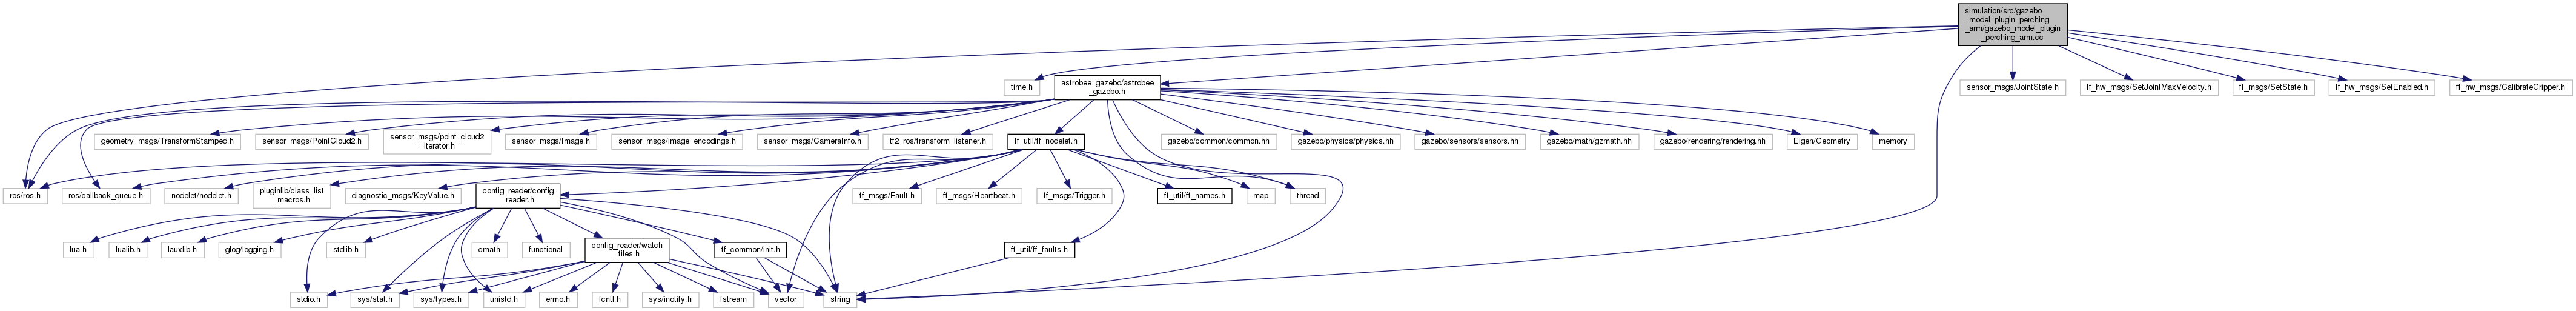 simulation/src/gazebo
_model_plugin_perching
_arm/gazebo_model_plugin
_perching_arm.cc
time.h
astrobee_gazebo/astrobee
_gazebo.h
sensor_msgs/JointState.h
ff_hw_msgs/SetJointMaxVelocity.h
ff_msgs/SetState.h
ff_hw_msgs/SetEnabled.h
ff_hw_msgs/CalibrateGripper.h
geometry_msgs/TransformStamped.h
sensor_msgs/PointCloud2.h
sensor_msgs/point_cloud2
_iterator.h
sensor_msgs/Image.h
sensor_msgs/image_encodings.h
sensor_msgs/CameraInfo.h
tf2_ros/transform_listener.h
ff_util/ff_nodelet.h
gazebo/common/common.hh
gazebo/physics/physics.hh
gazebo/sensors/sensors.hh
gazebo/math/gzmath.hh
gazebo/rendering/rendering.hh
Eigen/Geometry
memory
ros/ros.h
ros/callback_queue.h
nodelet/nodelet.h
pluginlib/class_list
_macros.h
diagnostic_msgs/KeyValue.h
config_reader/config
_reader.h
ff_msgs/Fault.h
ff_msgs/Heartbeat.h
ff_msgs/Trigger.h
ff_util/ff_names.h
map
thread
lua.h
lualib.h
lauxlib.h
glog/logging.h
stdlib.h
cmath
functional
config_reader/watch
_files.h
ff_common/init.h
ff_util/ff_faults.h
stdio.h
sys/stat.h
sys/types.h
unistd.h
errno.h
fcntl.h
sys/inotify.h
fstream
vector
string